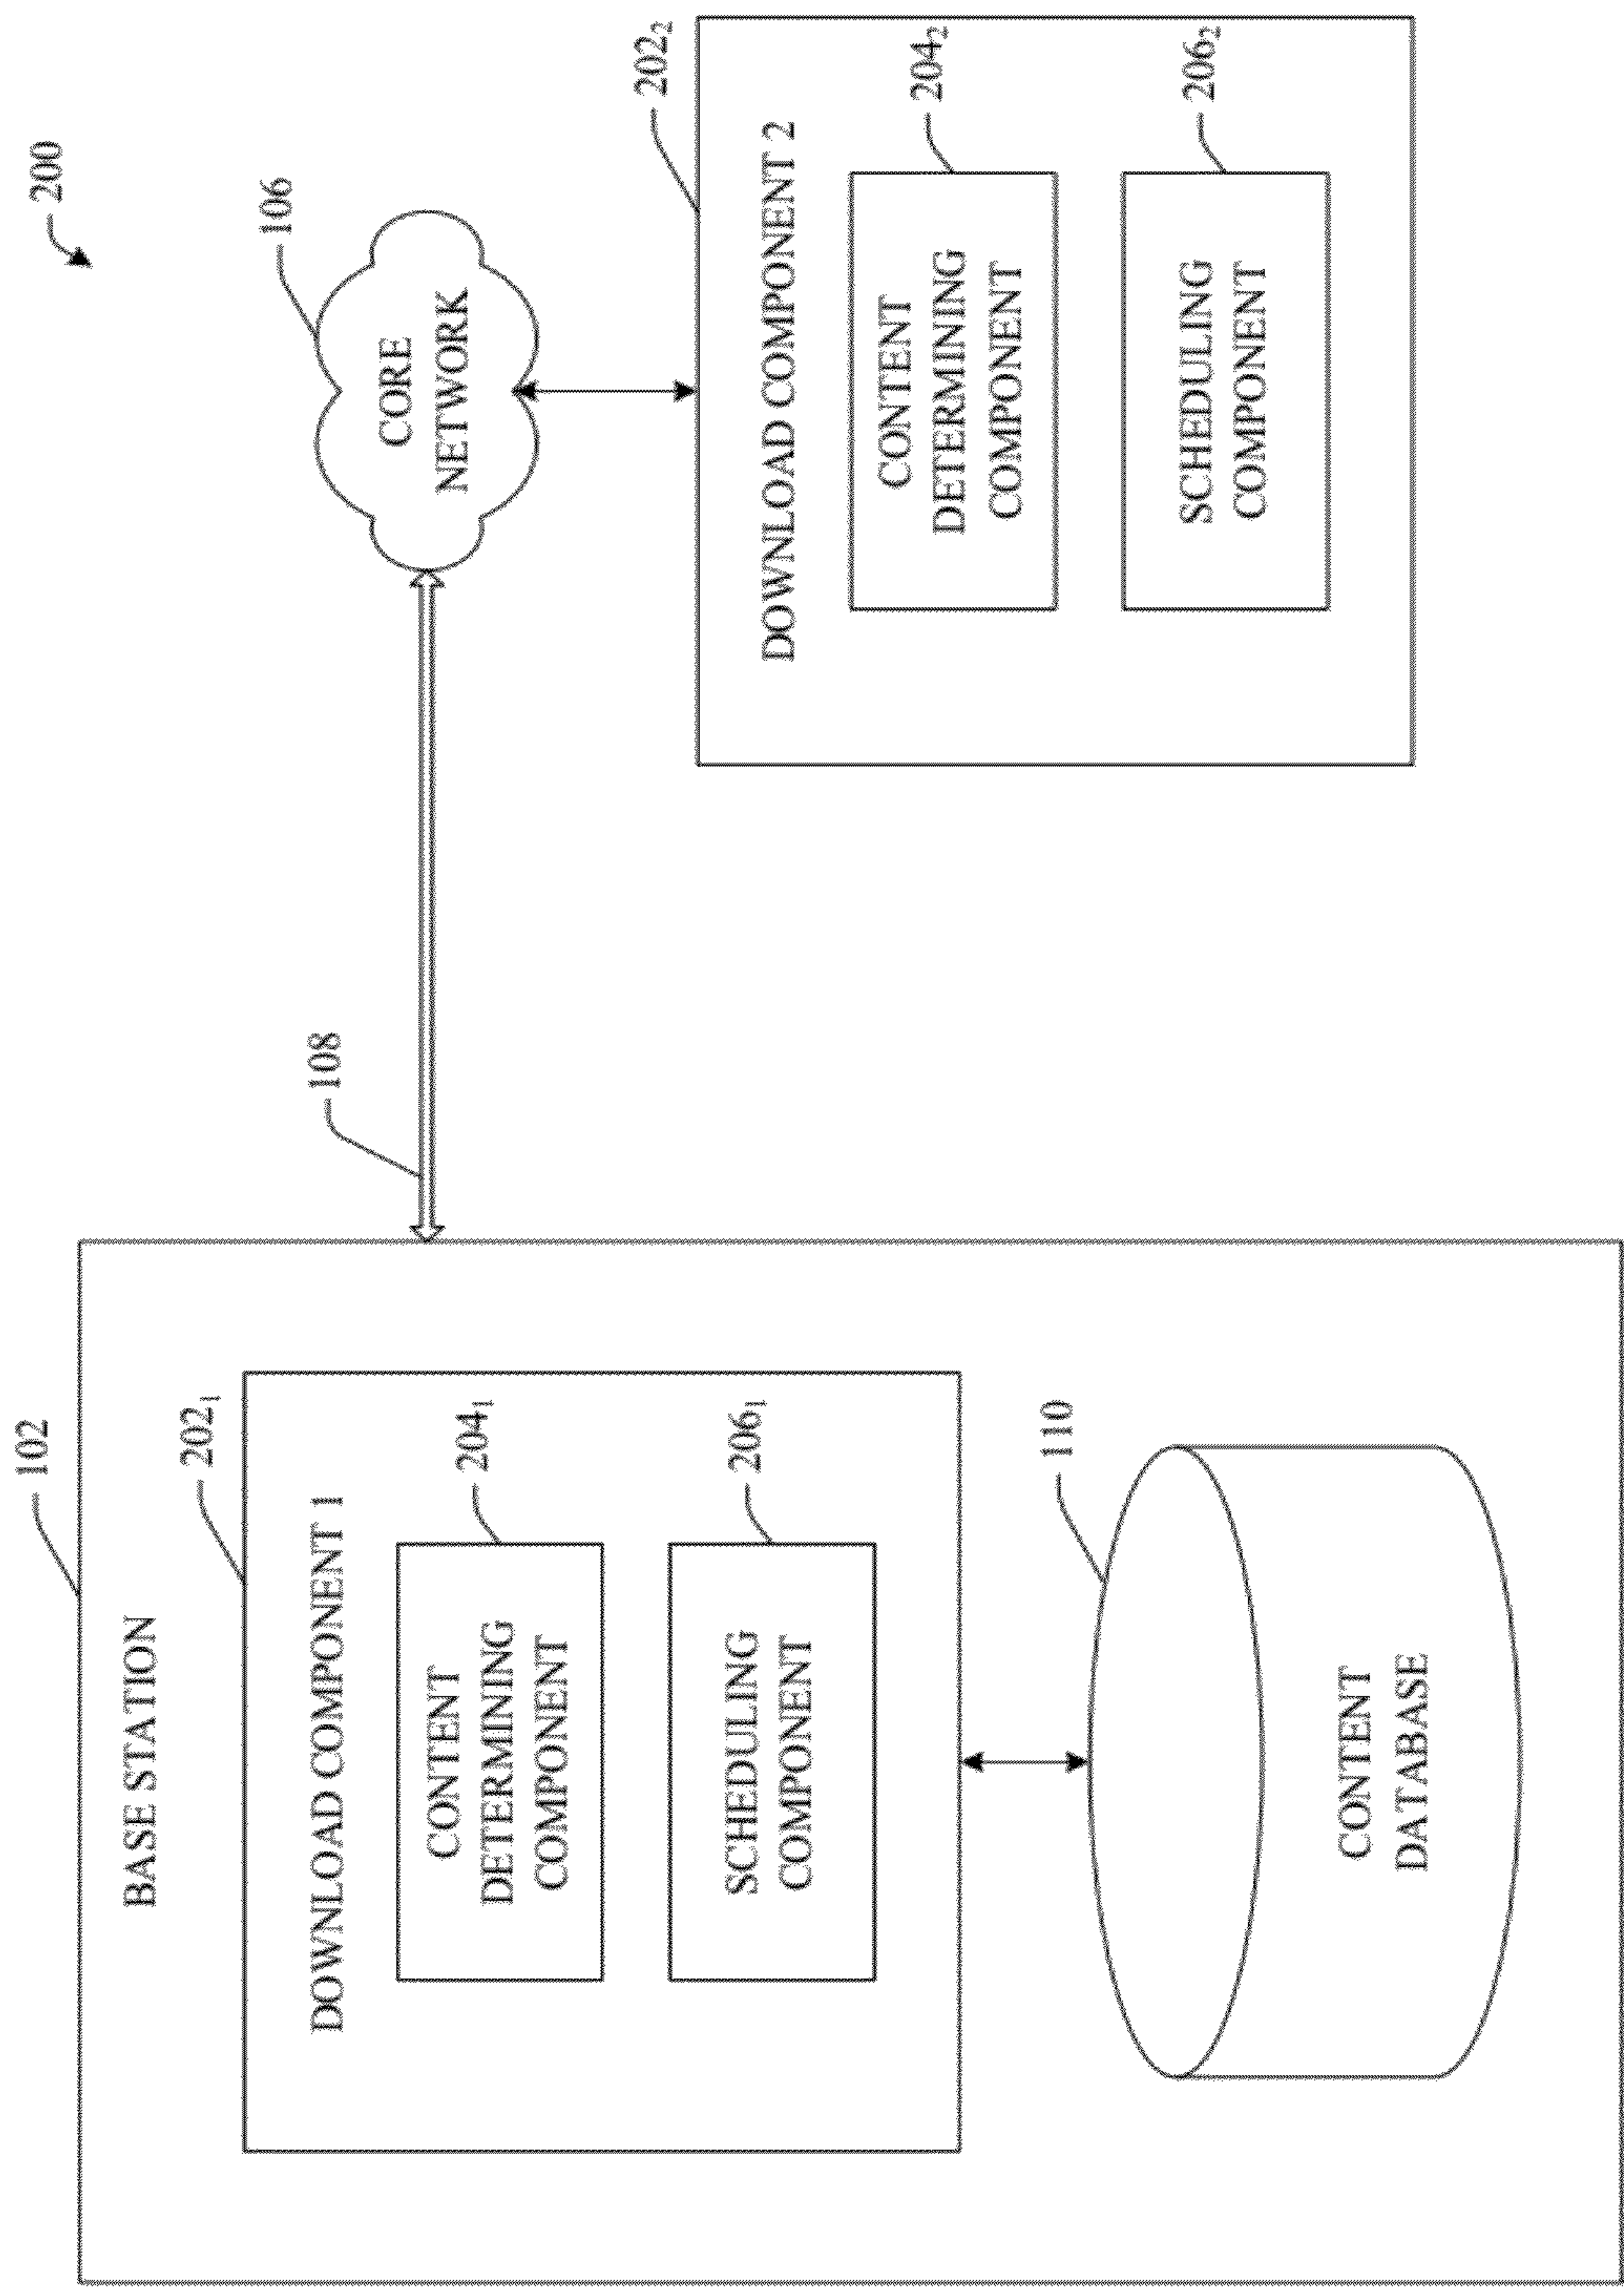 200
102
BASE STATION
202₁
DOWNLOAD COMPONENT 1
204₁
CONTENT
DETERMINING
COMPONENT
206₁
SCHEDULING
COMPONENT
110
CONTENT
DATABASE
108
106
CORE
NETWORK
202₂
DOWNLOAD COMPONENT 2
204₂
CONTENT
DETERMINING
COMPONENT
206₂
SCHEDULING
COMPONENT